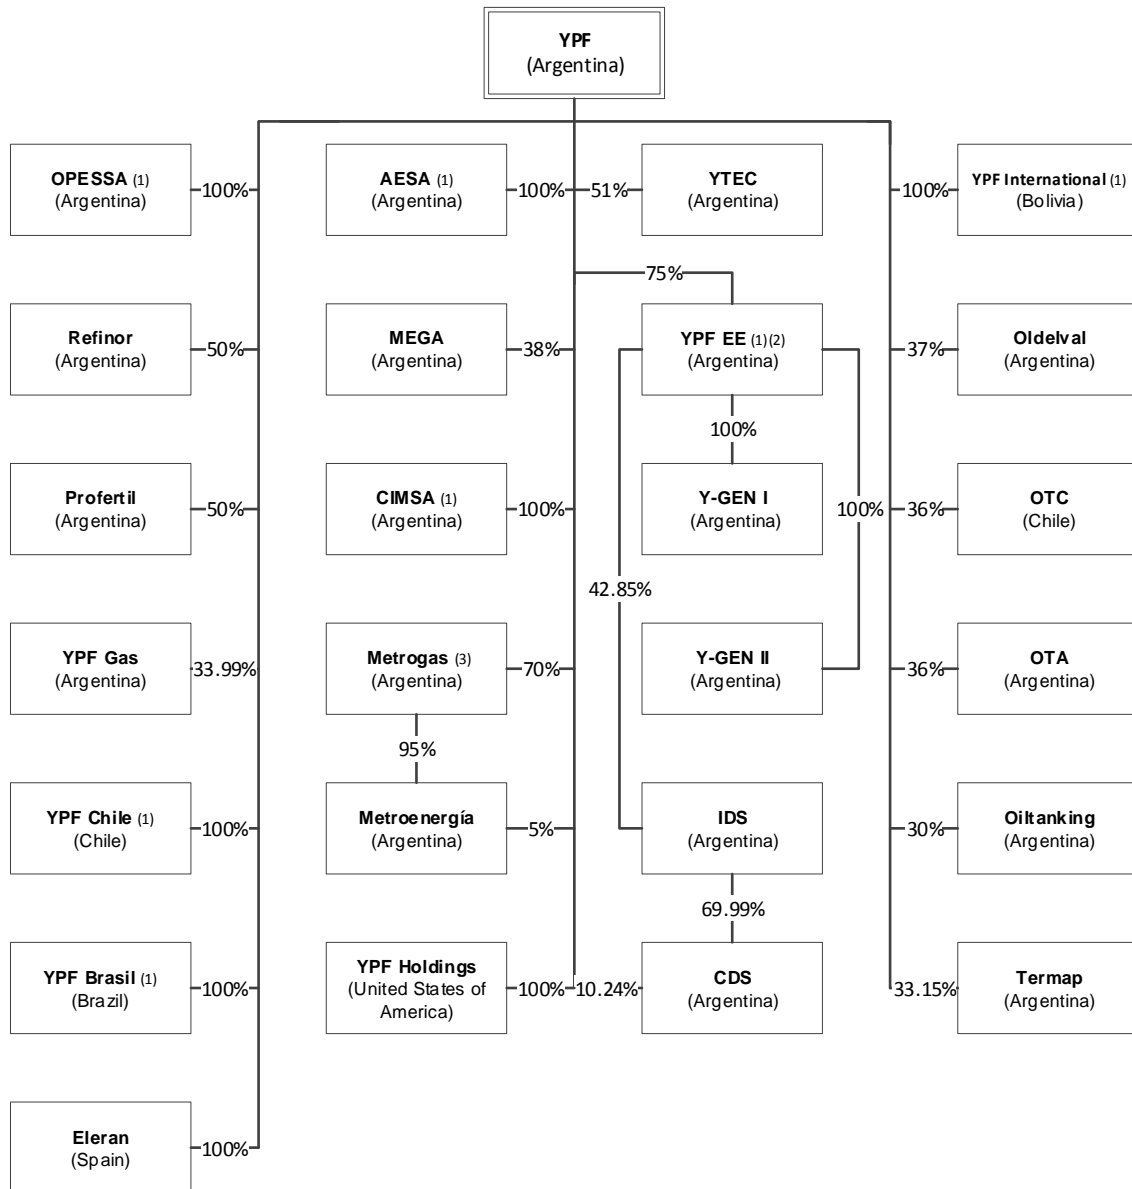 YPF
(Argentina)
OPESSA (1)
(Argentina)
100%
AESA (1)
(Argentina)
100%
51%
YTEC
(Argentina)
100%
YPF International (1)
(Bolivia)
75%
Refinor
(Argentina)
50%
MEGA
(Argentina)
38%
YPF EE (1)(2)
(Argentina)
37%
Oldelval
(Argentina)
100%
Profertil
(Argentina)
50%
CIMSA (1)
(Argentina)
100%
Y-GEN I
(Argentina)
100%
36%
OTC
(Chile)
42.85%
YPF Gas
(Argentina)
33.99%
Metrogas (3)
(Argentina)
70%
Y-GEN II
(Argentina)
36%
OTA
(Argentina)
95%
YPF Chile (1)
(Chile)
100%
Metroenergía
(Argentina)
5%
IDS
(Argentina)
30%
Oiltanking
(Argentina)
69.99%
YPF Brasil (1)
(Brazil)
100%
YPF Holdings
(United States of
America)
100%
10.24%
CDS
(Argentina)
33.15%
Termap
(Argentina)
Eleran
(Spain)
100%